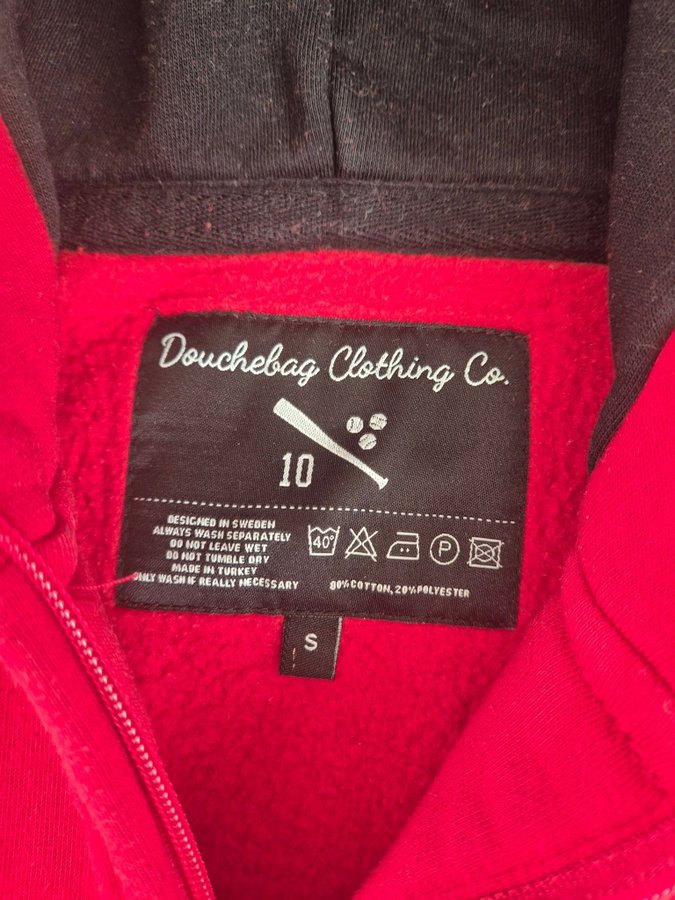 Douchebag Clothing Co.
10
DESIGNED IN SWEDEN
ALWAYS WASH SEPARATELY
DO NOT LEAVE WET
DO NOT TUMBLE DRY
MADE IN TURKEY
ONLY WASH IF REALLY NECESSARY
40°
P
80% COTTON, 20% POLYESTER
S